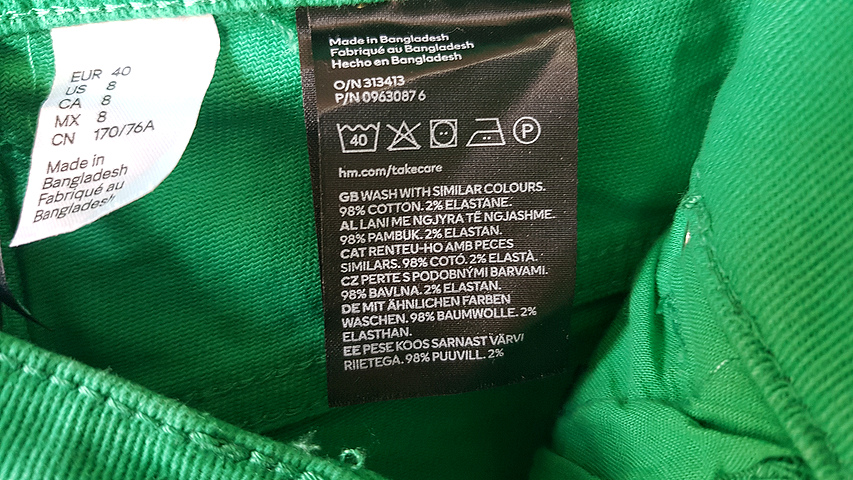 EUR 40
US 8
CA 8
MX 8
CN 170/76A
Made in
Bangladesh
Fabriqué au
Bangladesh
Made in Bangladesh
Fabriqué au Bangladesh
Hecho en Bangladesh
O/N 313413
P/N 0963087 6
40
P
hm.com/takecare
GB WASH WITH SIMILAR COLOURS.
98% COTTON. 2% ELASTANE.
AL LANI ME NGJYRA TË NGJASHME.
98% PAMBUK. 2% ELASTAN.
CAT RENTEU-HO AMB PECES
SIMILARS. 98% COTÓ. 2% ELASTÀ.
CZ PERTE S PODOBNÝMI BARVAMI.
98% BAVLNA. 2% ELASTAN.
DE MIT ÄHNLICHEN FARBEN
WASCHEN. 98% BAUMWOLLE. 2%
ELASTHAN.
EE PESE KOOS SARNAST VÄRVI
RIIETEGA. 98% PUUVILL. 2%